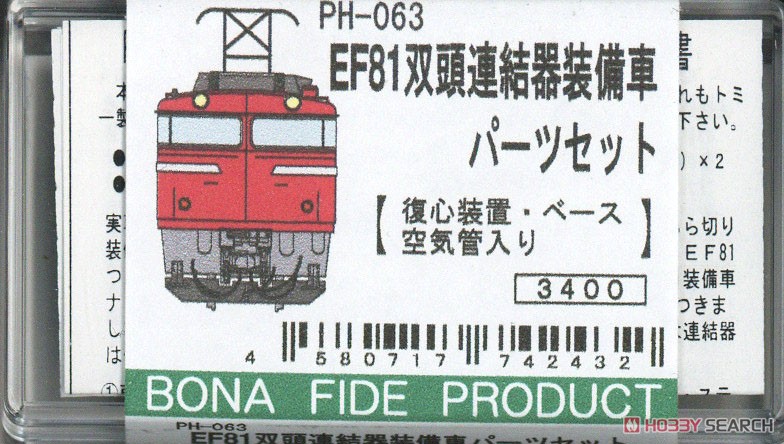 PH-063
EF81双頭連結器装備車
パーツセット
【復心装置・ベース
空気管入り】
3400
4 580717 742432
BONA FIDE PRODUCT
PH-063
EF81双頭連結器装備車パーツセット
れもトミ
一製
下さい。
）×2
実
ら切り
装
EF81
つ
装備車
ナ
つきま
し
連結器
は
HOBBY SEARCH